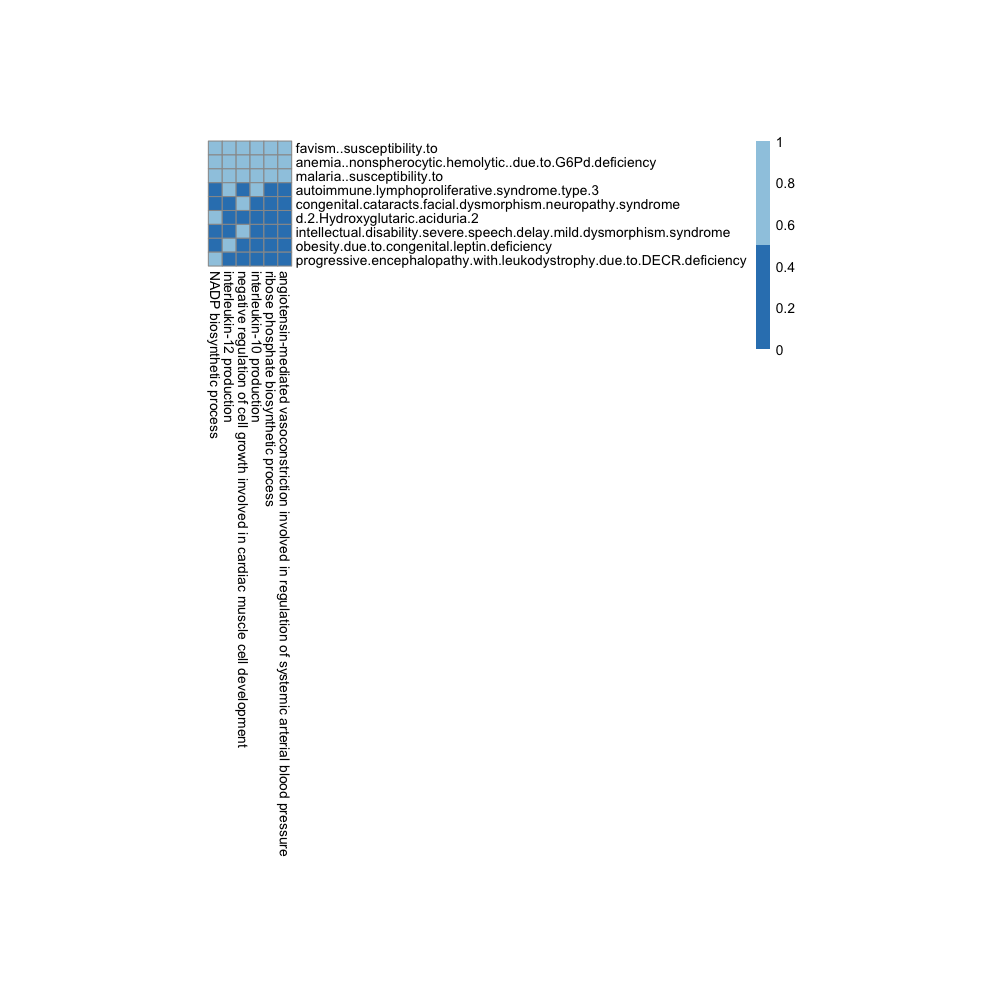 favism..susceptibility.to
anemia..nonspherocytic.hemolytic..due.to.G6Pd.deficiency
malaria..susceptibility.to
autoimmune.lymphoproliferative.syndrome.type.3
congenital.cataracts.facial.dysmorphism.neuropathy.syndrome
d.2.Hydroxyglutaric.aciduria.2
intellectual.disability.severe.speech.delay.mild.dysmorphism.syndrome
obesity.due.to.congenital.leptin.deficiency
progressive.encephalopathy.with.leukodystrophy.due.to.DECR.deficiency
NADP biosynthetic process
interleukin-12 production
negative regulation of cell growth involved in cardiac muscle cell development
interleukin-10 production
ribose phosphate biosynthetic process
angiotensin-mediated vasoconstriction involved in regulation of systemic arterial blood pressure
1
0.8
0.6
0.4
0.2
0